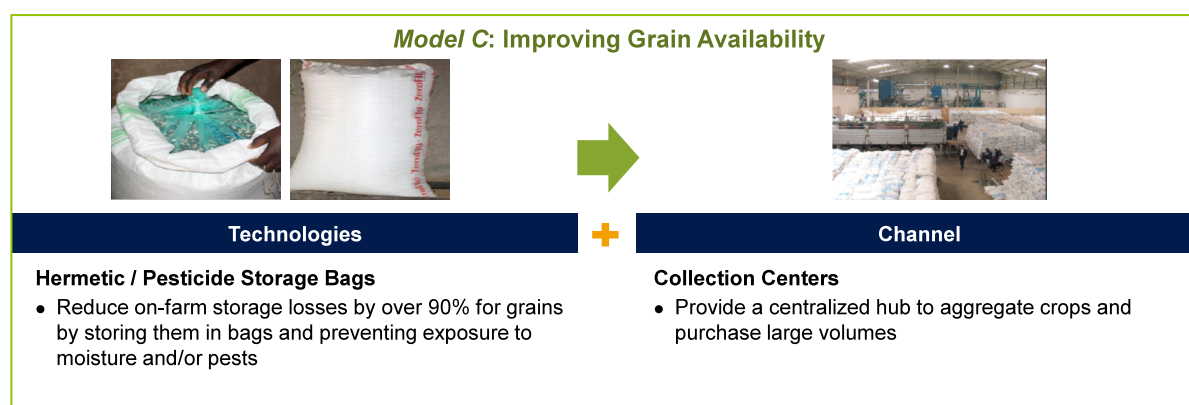 Model C: Improving Grain Availability
Technologies
Channel
Hermetic / Pesticide Storage Bags
• Reduce on-farm storage losses by over 90% for grains
by storing them in bags and preventing exposure to
moisture and/or pests
Collection Centers
• Provide a centralized hub to aggregate crops and
purchase large volumes